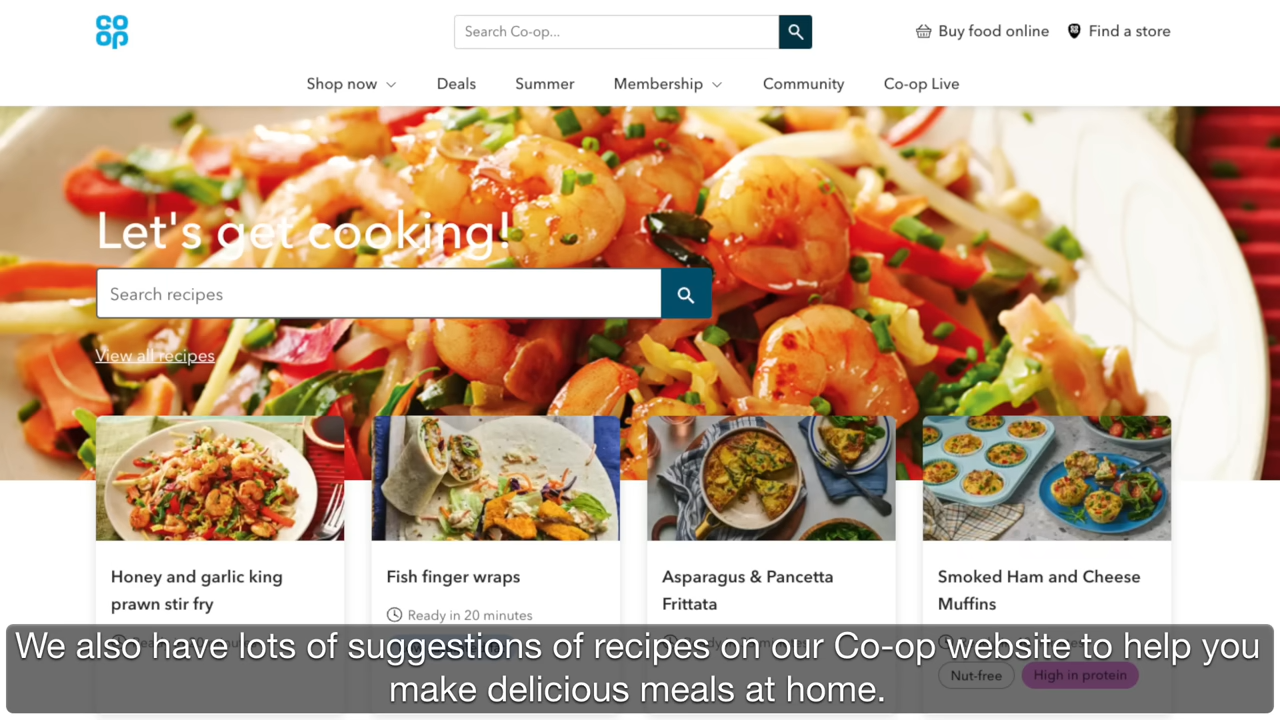 co
op
Search Co-op...
Buy food online
Find a store
Shop now
Deals
Summer
Membership
Community
Co-op Live
Let's get cooking!
Search recipes
View all recipes
Honey and garlic king
prawn stir fry
Fish finger wraps
Ready in 20 minutes
Asparagus & Pancetta
Frittata
Smoked Ham and Cheese
Muffins
Nut-free
High in protein
We also have lots of suggestions of recipes on our Co-op website to help you
make delicious meals at home.